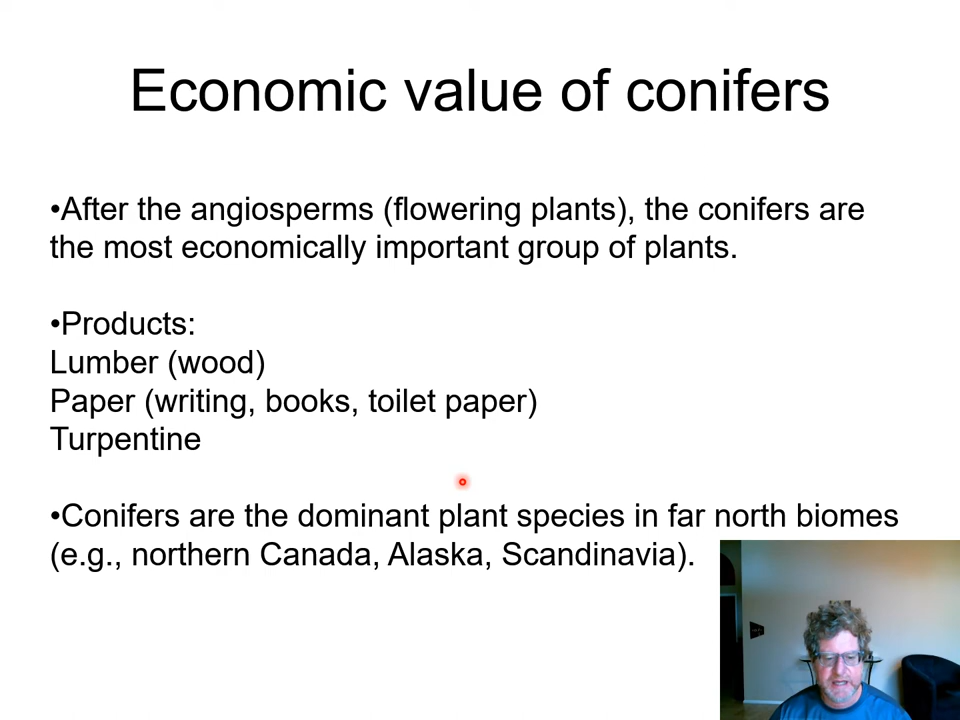 Economic value of conifers
•After the angiosperms (flowering plants), the conifers are
the most economically important group of plants.
•Products:
Lumber (wood)
Paper (writing, books, toilet paper)
Turpentine
•Conifers are the dominant plant species in far north biomes
(e.g., northern Canada, Alaska, Scandinavia).